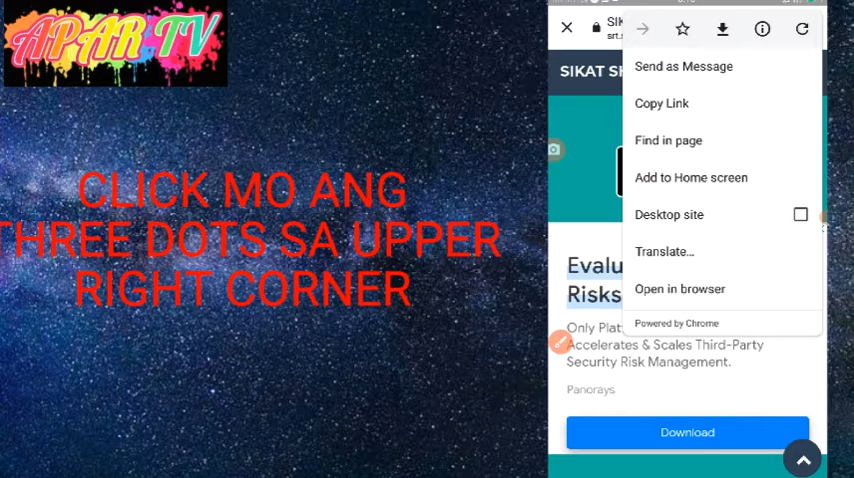 APAR TV
CLICK MO ANG
THREE DOTS SA UPPER
RIGHT CORNER
SIK
srt.s
SIKAT SH
Send as Message
Copy Link
Find in page
Add to Home screen
Desktop site
Translate...
Open in browser
Powered by Chrome
Evalu
Risks
Only Plat
Accelerates & Scales Third-Party
Security Risk Management.
Panorays
Download